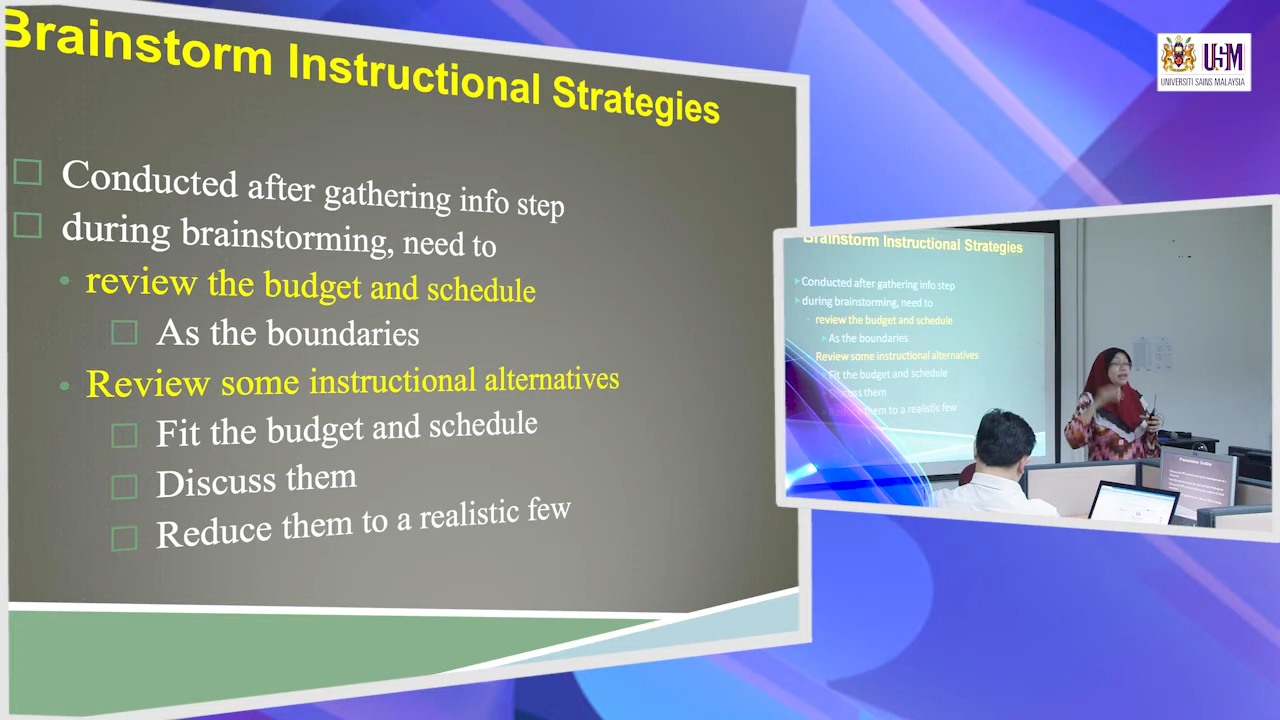 Brainstorm Instructional Strategies
Conducted after gathering info step
during brainstorming, need to
• review the budget and schedule
As the boundaries
• Review some instructional alternatives
Fit the budget and schedule
Discuss them
Reduce them to a realistic few
USM
UNIVERSITI SAINS MALAYSIA
Brainstorm Instructional Strategies
Conducted after gathering info step
during brainstorming, need to
review the budget and schedule
As the boundaries
Review some instructional alternatives
Fit the budget and schedule
them
them to a realistic few
Presentation Outline